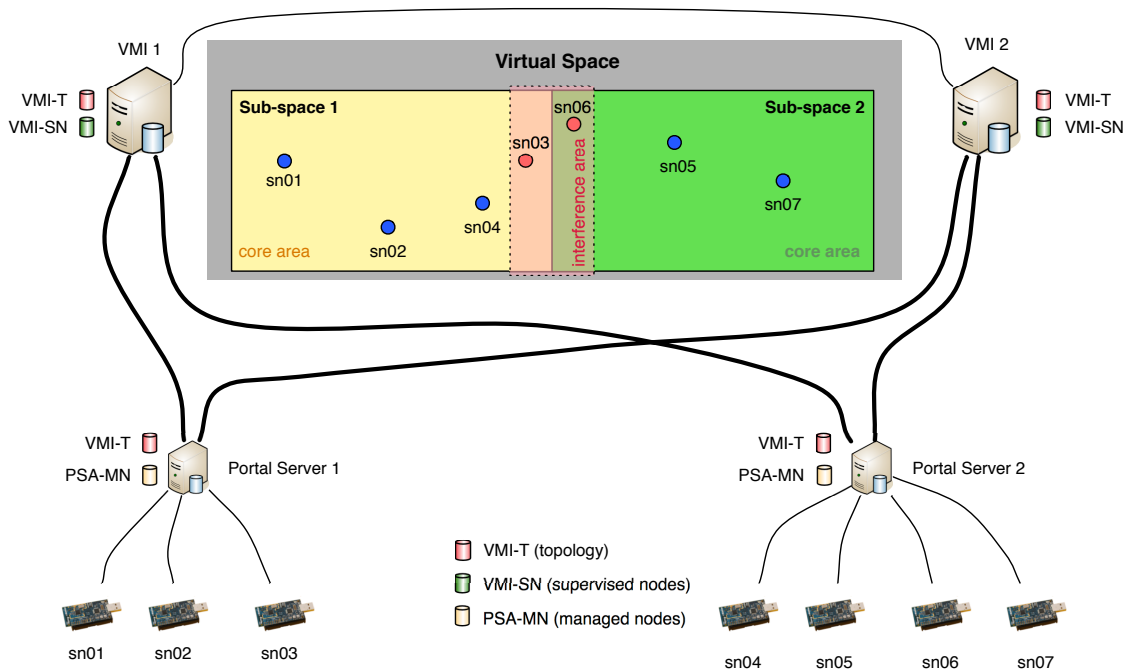 VMI 1
VMI 2
Virtual Space
VMI-T
VMI-SN
Sub-space 1
Sub-space 2
VMI-T
VMI-SN
sn06
sn03
sn01
sn05
sn07
sn04
sn02
interference area
core area
core area
VMI-T
PSA-MN
Portal Server 1
VMI-T
PSA-MN
Portal Server 2
VMI-T (topology)
VMI-SN (supervised nodes)
PSA-MN (managed nodes)
sn01
sn02
sn03
sn04
sn05
sn06
sn07